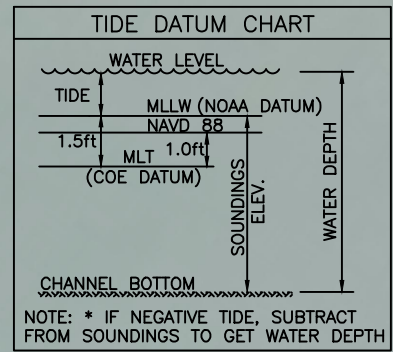 TIDE DATUM CHART
WATER LEVEL
TIDE
MLLW (NOAA DATUM)
NAVD 88
1.5ft
1.0ft
MLT
(COE DATUM)
SOUNDINGS
ELEV.
WATER DEPTH
CHANNEL BOTTOM
NOTE: * IF NEGATIVE TIDE, SUBTRACT
FROM SOUNDINGS TO GET WATER DEPTH